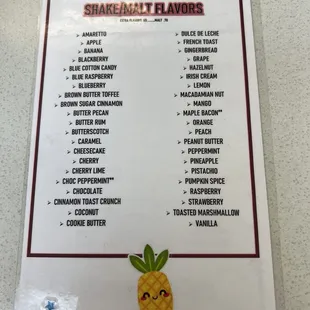 SHAKE/MALT FLAVORS
AMARETTO
APPLE
BANANA
BLACKBERRY
BLUE COTTON CANDY
BLUE RASPBERRY
BLUEBERRY
BROWN BUTTER TOFFEE
BROWN SUGAR CINNAMON
BUTTER PECAN
BUTTER RUM
BUTTERSCOTCH
CARAMEL
CHEESECAKE
CHERRY
CHERRY LIME
CHOC PEPPERMINT**
CHOCOLATE
CINNAMON TOAST CRUNCH
COCONUT
COOKIE BUTTER
DULCE DE LECHE
FRENCH TOAST
GINGERBREAD
GRAPE
HAZELNUT
IRISH CREAM
LEMON
MACADAMIAN NUT
MANGO
MAPLE BACON**
ORANGE
PEACH
PEANUT BUTTER
PEPPERMINT
PINEAPPLE
PISTACHIO
PUMPKIN SPICE
RASPBERRY
STRAWBERRY
TOASTED MARSHMALLOW
VANILLA